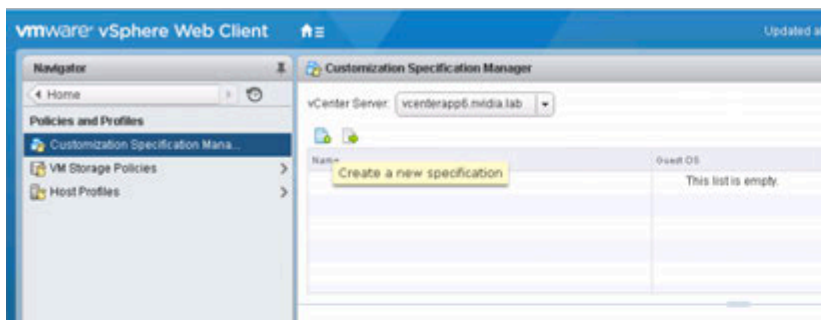 vmware® vSphere Web Client
Updated a
Navigator
Customization Specification Manager
Home
vCenter Server: vcenterapp6.nvidia.lab
Policies and Profiles
Customization Specification Mana...
VM Storage Policies
Host Profiles
Name
Guest OS
Create a new specification
This list is empty.